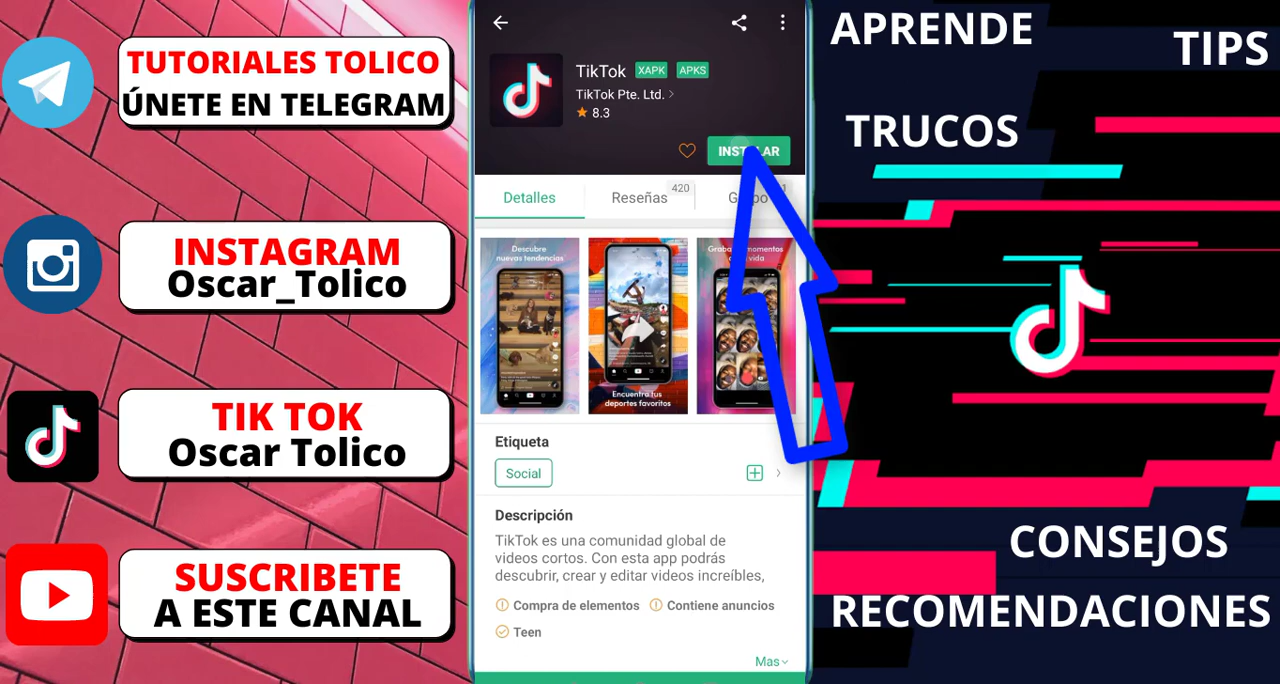 TUTORIALES TOLICO
ÚNETE EN TELEGRAM
INSTAGRAM
Oscar_Tolico
TIK TOK
Oscar Tolico
SUSCRIBETE
A ESTE CANAL
TikTok XAPK APKS
TikTok Pte. Ltd.
8.3
Detalles
Reseñas
420
Descubre
nuevas tendencias
Encuentra tus
deportes favoritos
Etiqueta
Social
Descripción
TikTok es una comunidad global de
videos cortos. Con esta app podrás
descubrir, crear y editar videos increíbles,
Compra de elementos
Contiene anuncios
Teen
Mas
APRENDE
TIPS
TRUCOS
CONSEJOS
RECOMENDACIONES